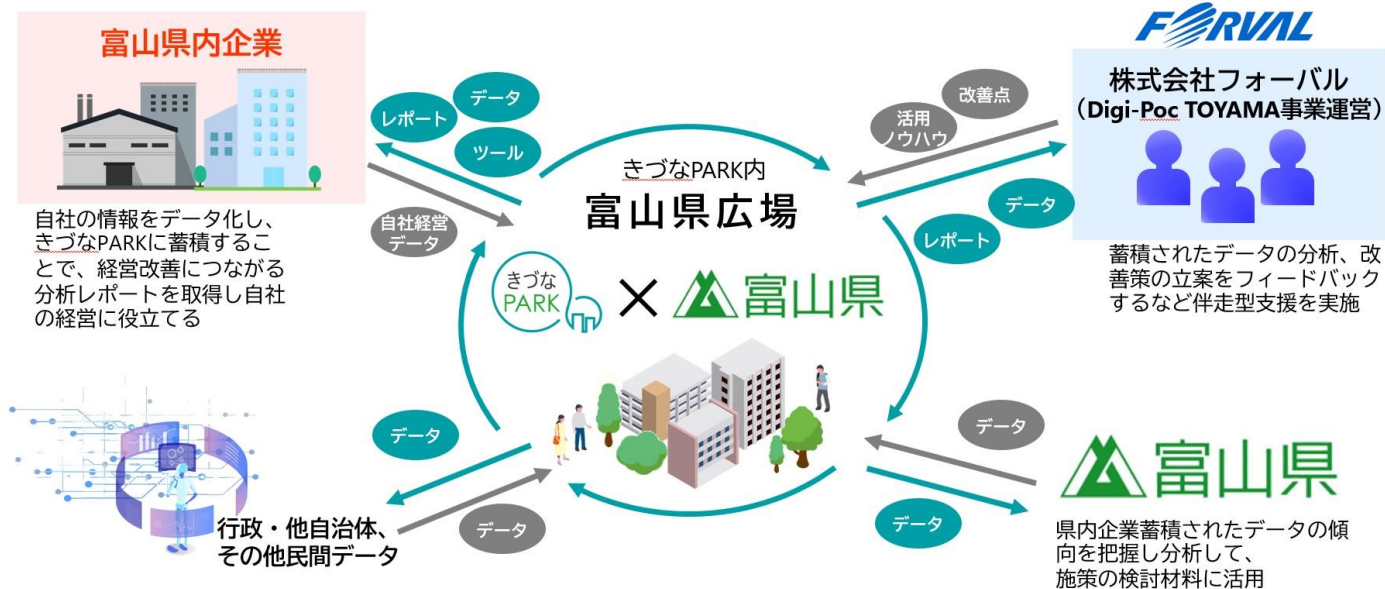 富山県内企業
自社の情報をデータ化し、
きづなPARKに蓄積するこ
とで、経営改善につながる
分析レポートを取得し自社
の経営に役立てる
レポート
データ
ツール
自社経営
データ
きづなPARK内
富山県広場
きづな
PARK
×
富山県
FORVAL
株式会社フォーバル
（Digi-Poc TOYAMA事業運営）
改善点
活用
ノウハウ
データ
レポート
蓄積されたデータの分析、改
善策の立案をフィードバック
するなど伴走型支援を実施
データ
データ
行政・他自治体、
その他民間データ
データ
データ
富山県
県内企業蓄積されたデータの傾
向を把握し分析して、
施策の検討材料に活用